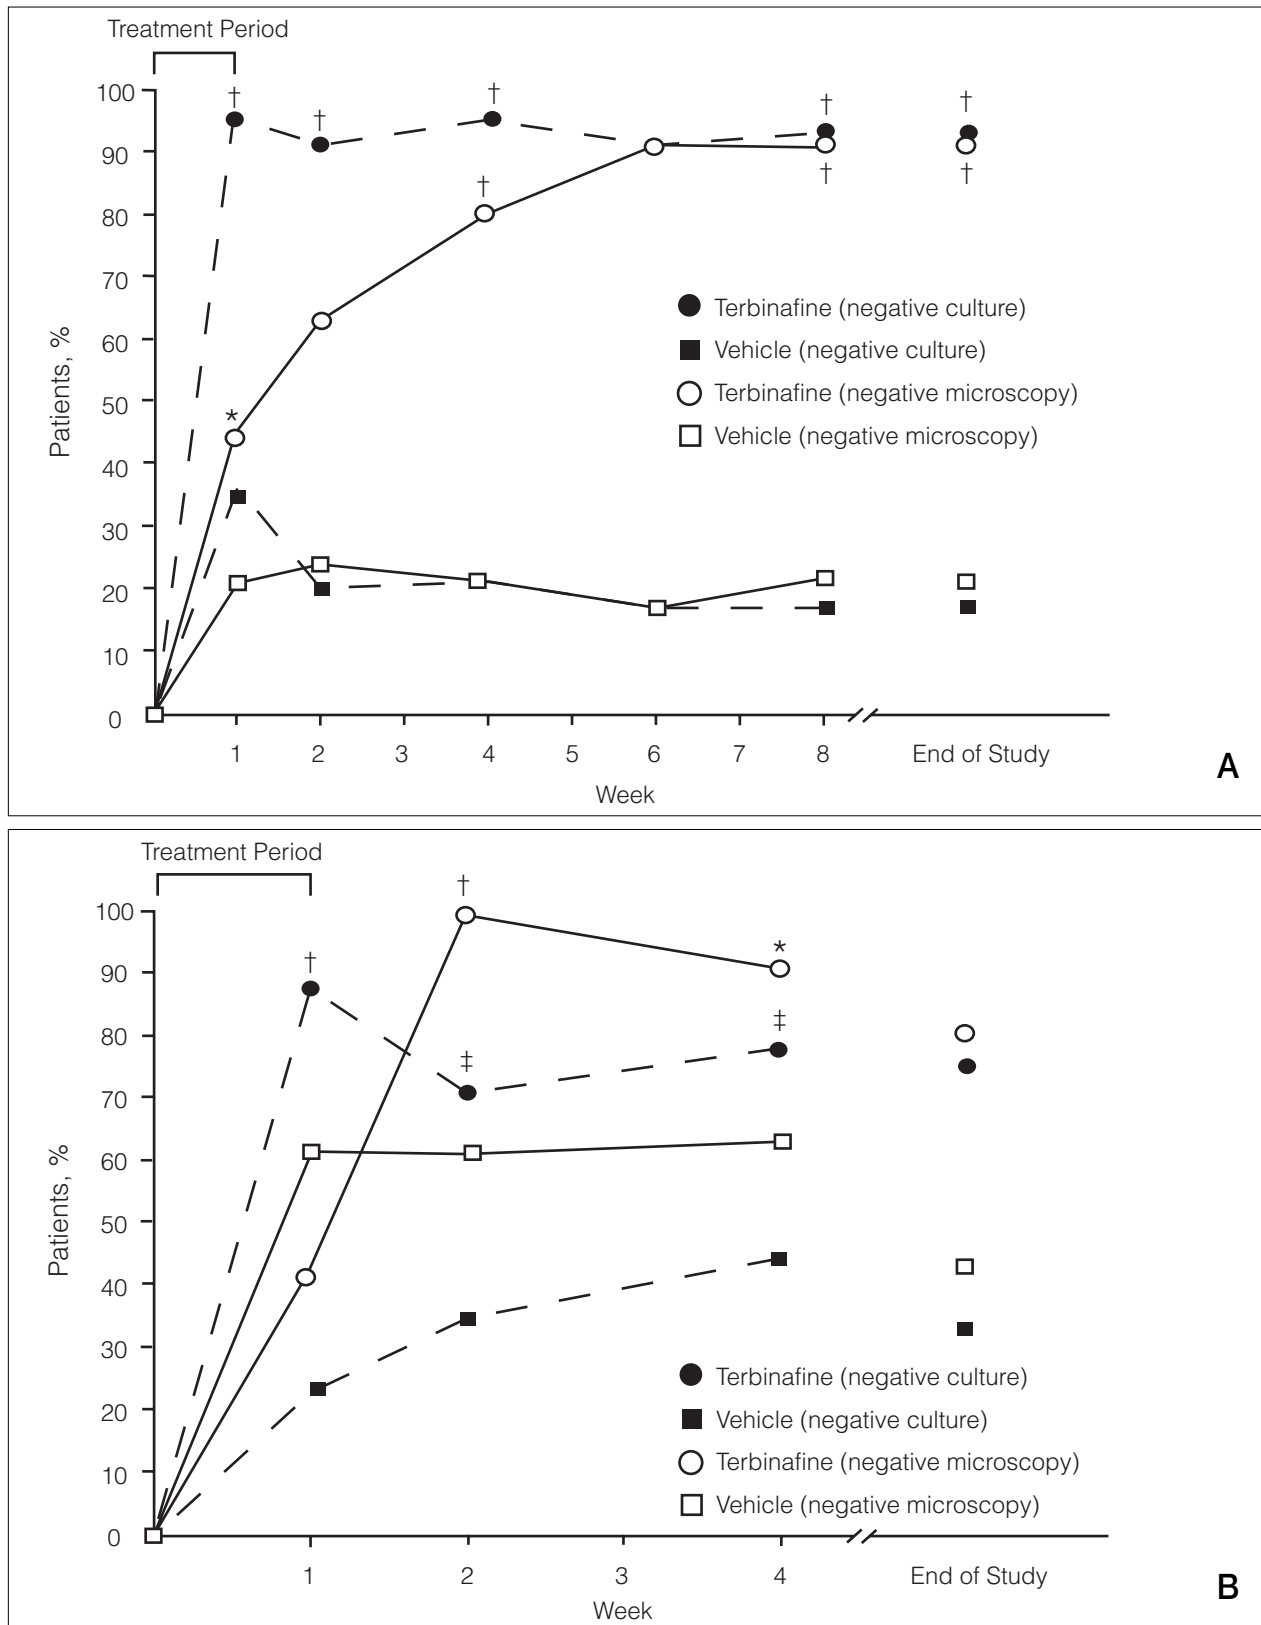 Treatment Period
†
†
†
†
†
100
90
†
†
†
80
70
Terbinafine (negative culture)
60
Vehicle (negative culture)
50
Terbinafine (negative microscopy)
*
Vehicle (negative microscopy)
40
30
20
10
0
Patients, %
1 2 3 4 5 6 7 8 End of Study
Week
A
Treatment Period
†
100
*
†
90
‡
80
‡
70
60
50
40
30
Terbinafine (negative culture)
20
Vehicle (negative culture)
10
Terbinafine (negative microscopy)
Vehicle (negative microscopy)
0
Patients, %
1 2 3 4 End of Study
Week
B